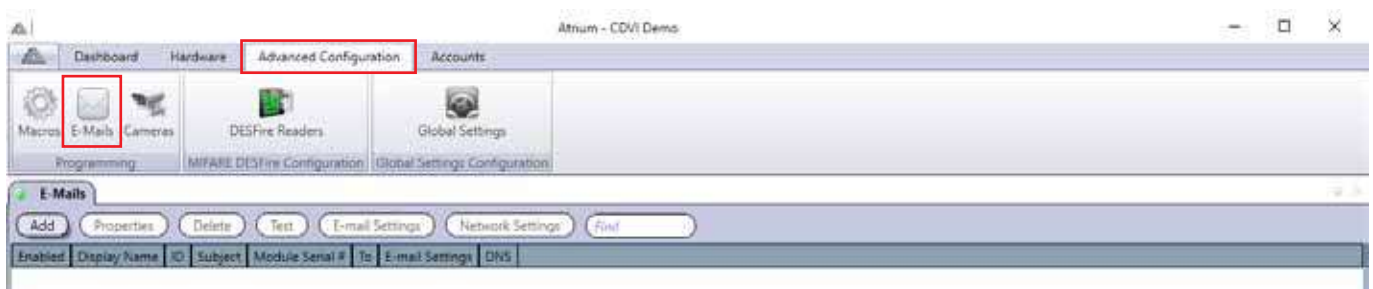 Atrium - CDVI Demo
Dashboard Hardware Advanced Configuration Accounts
Macros E-Mails Cameras DESFire Readers Global Settings
Programming MIFARE DESFire Configuration Global Settings Configuration
E-Mails
Add Properties Delete Test E-mail Settings Network Settings Find
Enabled Display Name ID Subject Module Serial # To E-mail Settings DNS